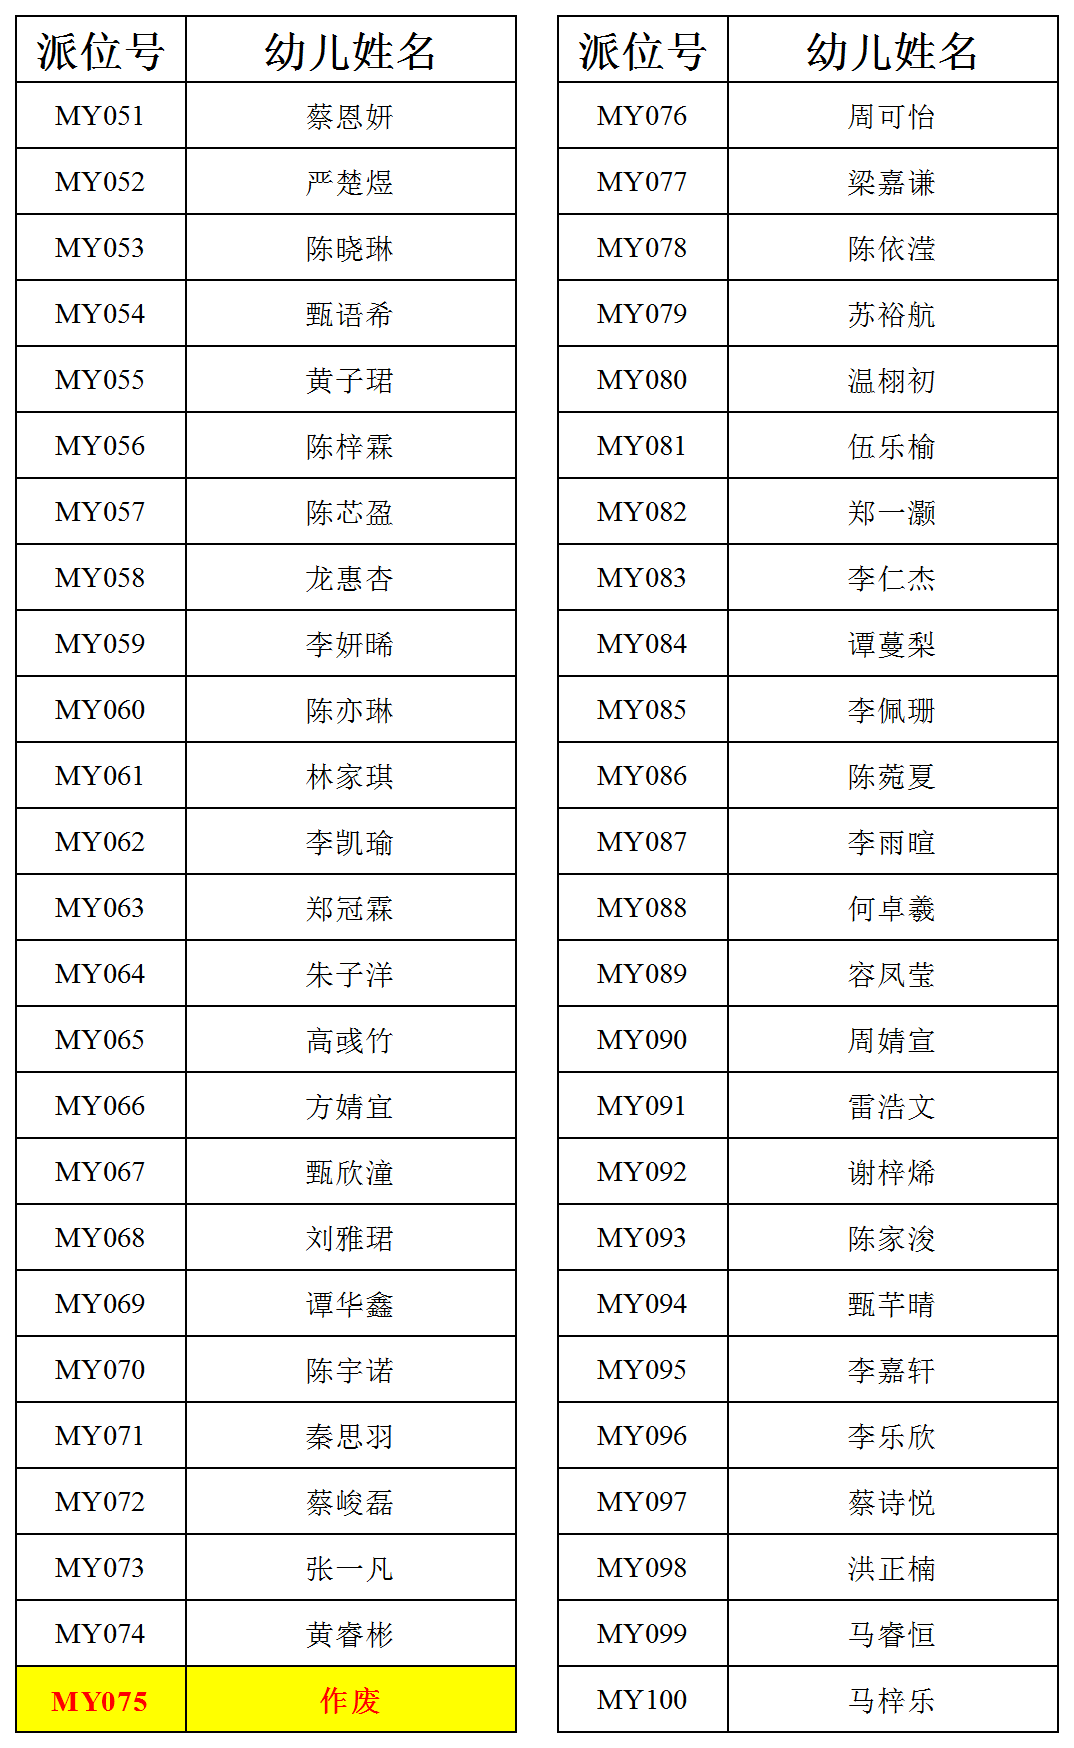 派位号 幼儿姓名
MY051 蔡恩妍
MY052 严楚煜
MY053 陈晓琳
MY054 甄语希
MY055 黄子珺
MY056 陈梓霖
MY057 陈芯盈
MY058 龙惠杏
MY059 李妍晞
MY060 陈亦琳
MY061 林家琪
MY062 李凯瑜
MY063 郑冠霖
MY064 朱子洋
MY065 高彧竹
MY066 方婧宜
MY067 甄欣潼
MY068 刘雅珺
MY069 谭华鑫
MY070 陈宇诺
MY071 秦思羽
MY072 蔡峻磊
MY073 张一凡
MY074 黄睿彬
MY075 作废
派位号 幼儿姓名
MY076 周可怡
MY077 梁嘉谦
MY078 陈依滢
MY079 苏裕航
MY080 温栩初
MY081 伍乐榆
MY082 郑一灏
MY083 李仁杰
MY084 谭蔓梨
MY085 李佩珊
MY086 陈菀夏
MY087 李雨暄
MY088 何卓羲
MY089 容凤莹
MY090 周婧宣
MY091 雷浩文
MY092 谢梓烯
MY093 陈家浚
MY094 甄芊晴
MY095 李嘉轩
MY096 李乐欣
MY097 蔡诗悦
MY098 洪正楠
MY099 马睿恒
MY100 马梓乐